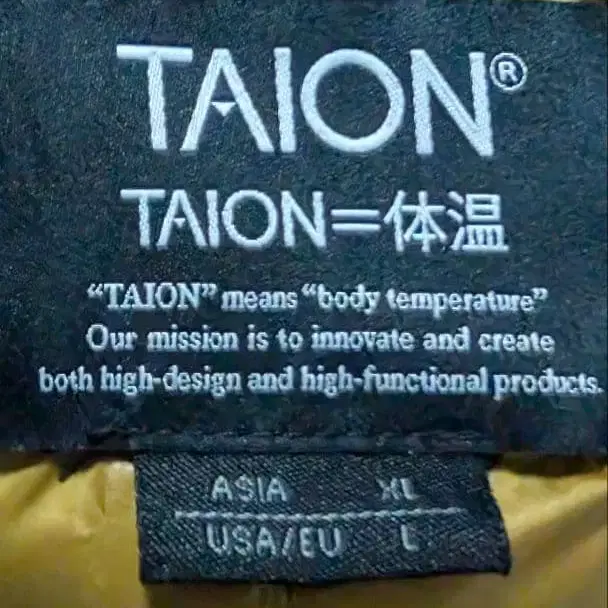 TAION®
TAION=体温
“TAION” means “body temperature”
Our mission is to innovate and create
both high-design and high-functional products.
ASIA XL
USA/EU L